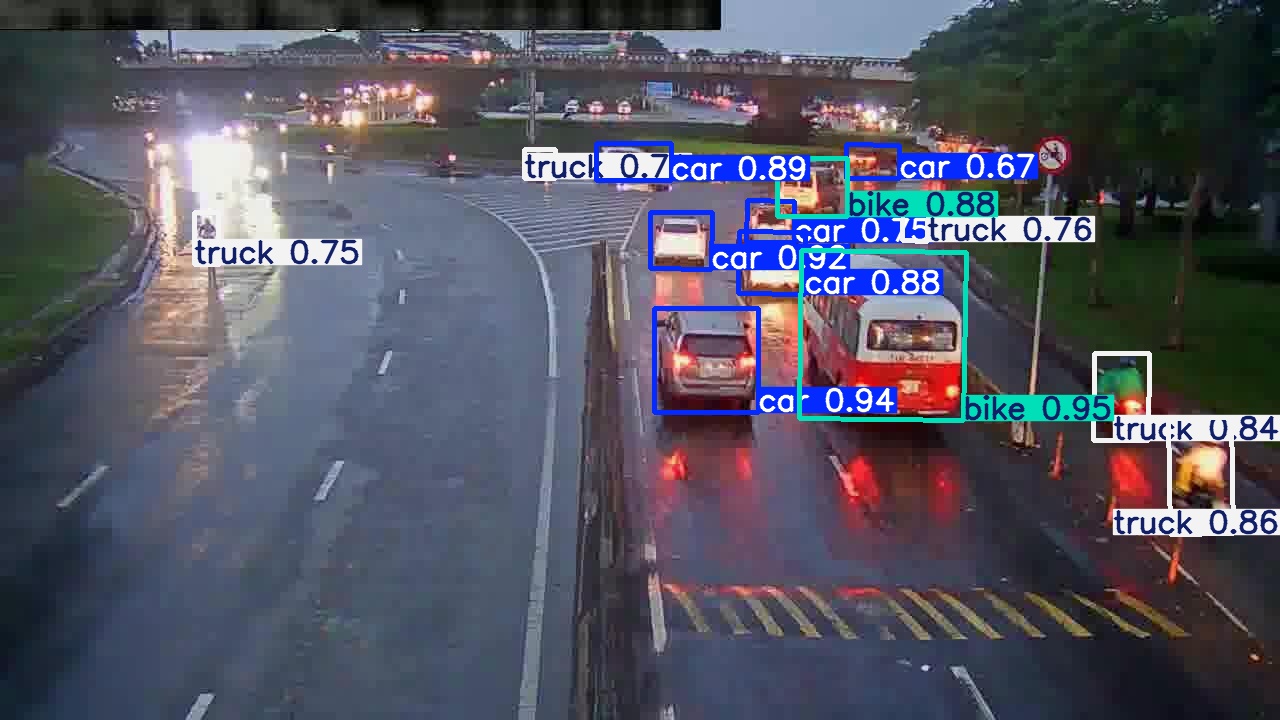 truck 0.7
car 0.89
car 0.67
bike 0.88
car 0.75
truck 0.76
truck 0.75
car 0.92
car 0.88
car 0.94
bike 0.95
truck 0.84
truck 0.86